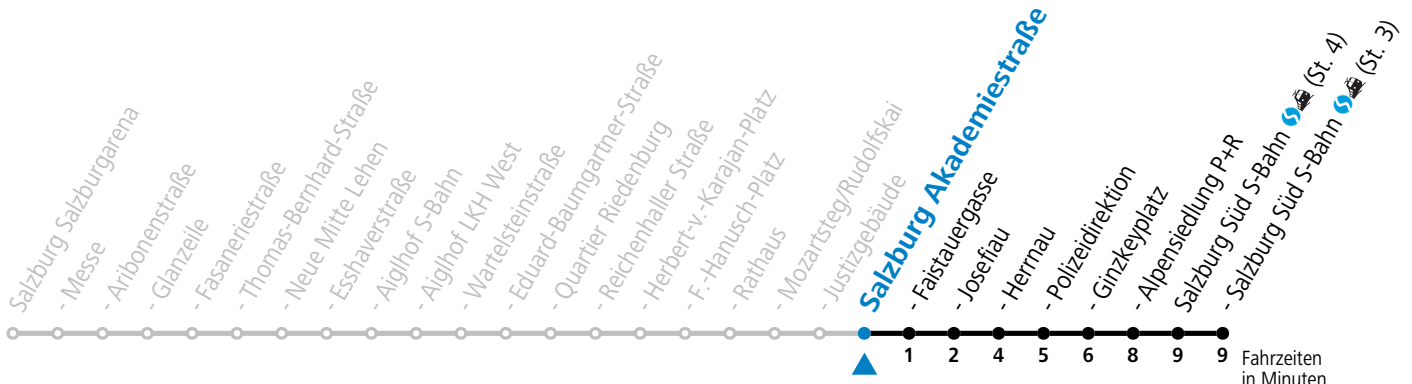 Salzburg Salzburgarena
- Messe
- Aribonenstraße
- Glanzeile
- Fasaneriestraße
- Thomas-Bernhard-Straße
- Neue Mitte Lehen
- Esshaverstraße
- Aiglhof S-Bahn
- Aiglhof LKH West
- Wartelsteinstraße
- Eduard-Baumgartner-Straße
- Quartier Riedenburg
- Reichenhaller Straße
- Herbert-v.-Karajan-Platz
- F.-Hanusch-Platz
- Rathaus
- Mozartsteg/Rudolfskai
- Justizgebäude
Salzburg Akademiestraße
- Faistauergasse
- Josefiau
- Herrnau
- Polizeidirektion
- Ginzkeyplatz
- Alpensiedlung P+R
Salzburg Süd S-Bahn (St. 4)
- Salzburg Süd S-Bahn (St. 3)
1 2 4 5 6 8 9 9 Fahrzeiten
in Minuten